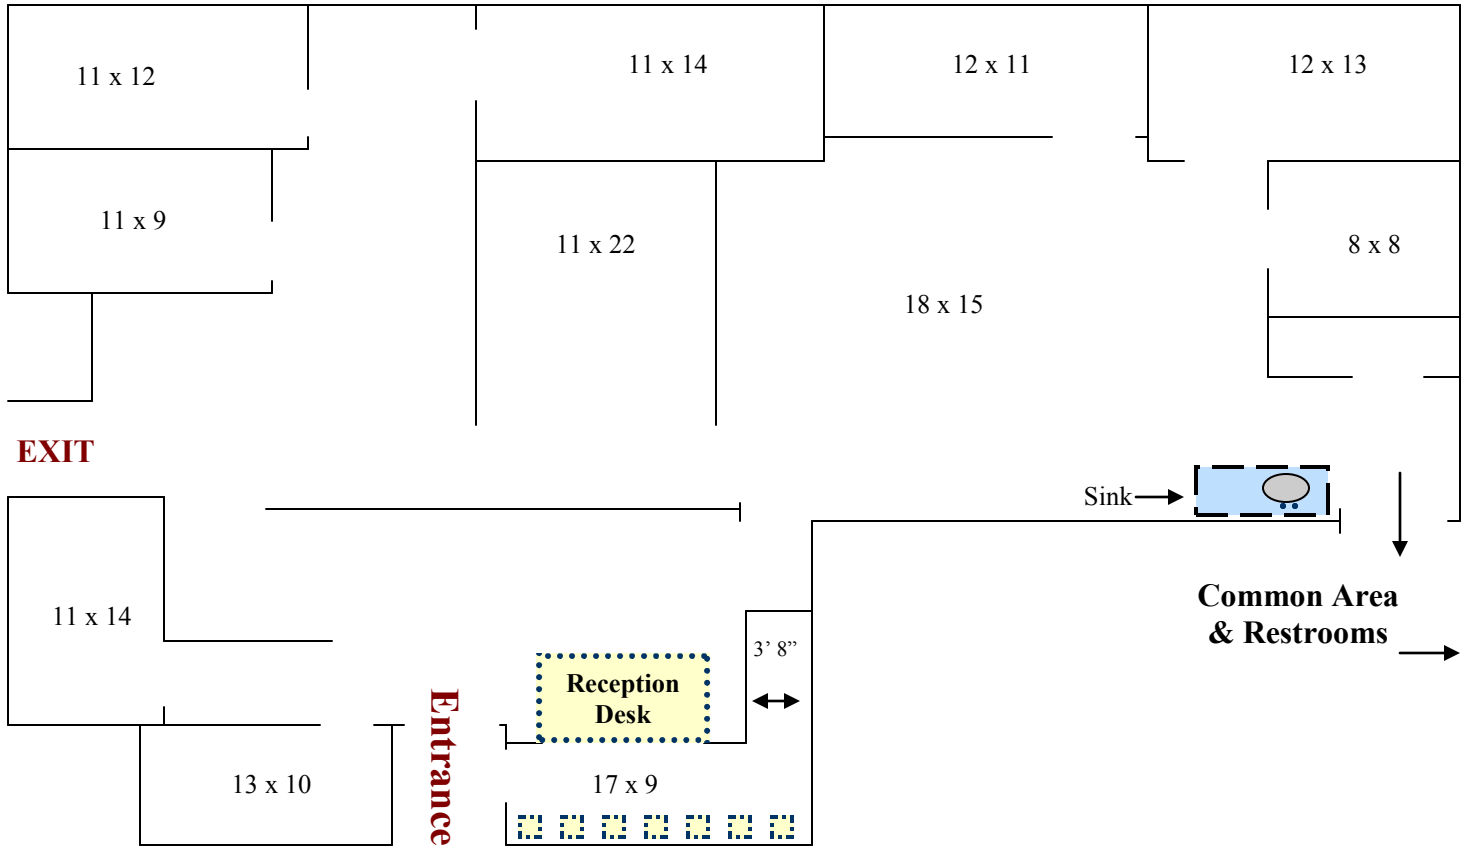 11 x 12
11 x 14
12 x 11
12 x 13
11 x 9
11 x 22
8 x 8
18 x 15
EXIT
Sink
11 x 14
Common Area
& Restrooms
3’ 8”
Reception
Desk
Entrance
13 x 10
17 x 9